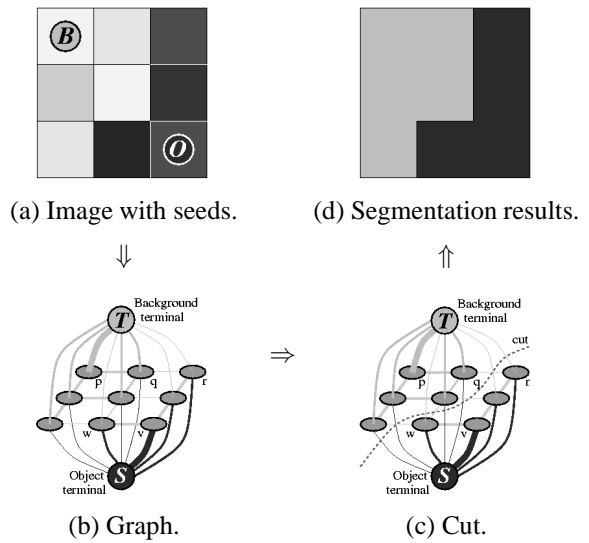 B
O
(a) Image with seeds.
(d) Segmentation results.
⇓
⇑
Background
terminal
T
p
q
r
w
v
Object
terminal
S
(b) Graph.
⇒
Background
terminal
T
cut
p
q
r
w
v
Object
terminal
S
(c) Cut.